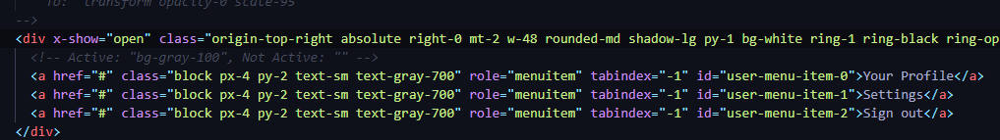 To: "transform opacity-0 scale-95"
-->
<div x-show="open" class="origin-top-right absolute right-0 mt-2 w-48 rounded-md shadow-lg py-1 bg-white ring-1 ring-black ring-op
<!-- Active: "bg-gray-100", Not Active: "" -->
<a href="#" class="block px-4 py-2 text-sm text-gray-700" role="menuitem" tabindex="-1" id="user-menu-item-0">Your Profile</a>
<a href="#" class="block px-4 py-2 text-sm text-gray-700" role="menuitem" tabindex="-1" id="user-menu-item-1">Settings</a>
<a href="#" class="block px-4 py-2 text-sm text-gray-700" role="menuitem" tabindex="-1" id="user-menu-item-2">Sign out</a>
</div>